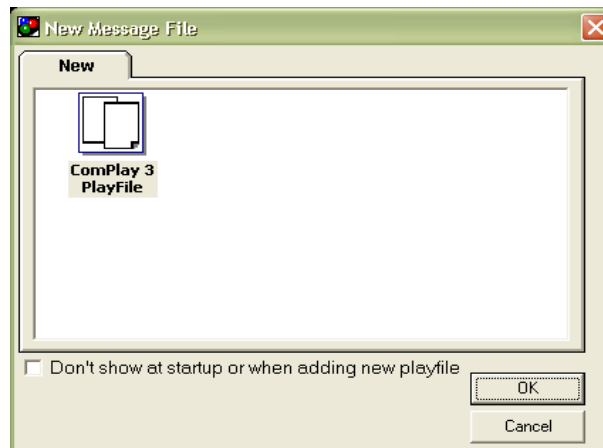 New Message File
New
ComPlay 3
PlayFile
Don't show at startup or when adding new playfile
OK
Cancel